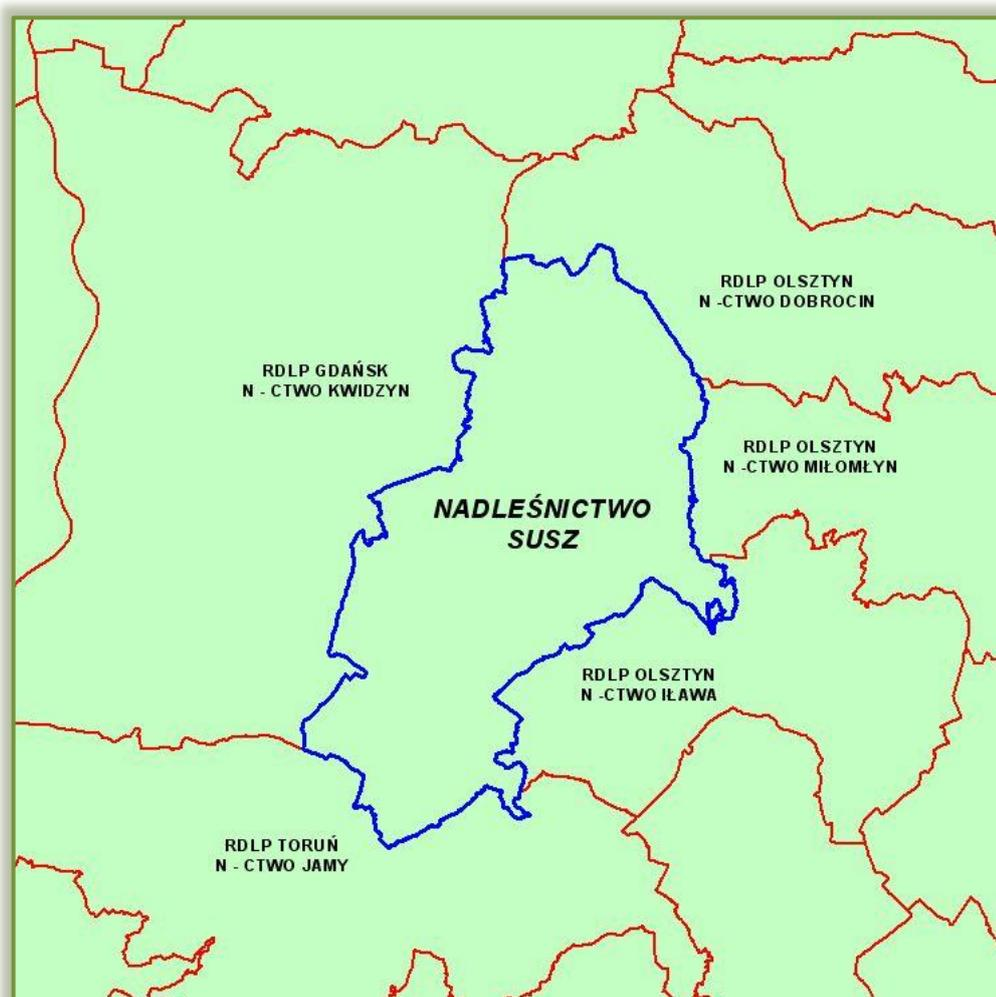 RDLP OLSZTYN
N -CTWO DOBROCIN
RDLP GDAŃSK
N - CTWO KWIDZYN
RDLP OLSZTYN
N -CTWO MIŁOMŁYN
NADLEŚNICTWO
SUSZ
RDLP OLSZTYN
N -CTWO IŁAWA
RDLP TORUŃ
N - CTWO JAMY